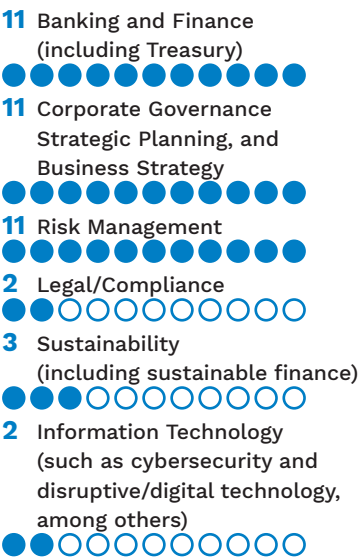 11 Banking and Finance
(including Treasury)
11 Corporate Governance
Strategic Planning, and
Business Strategy
11 Risk Management
2 Legal/Compliance
3 Sustainability
(including sustainable finance)
2 Information Technology
(such as cybersecurity and
disruptive/digital technology,
among others)